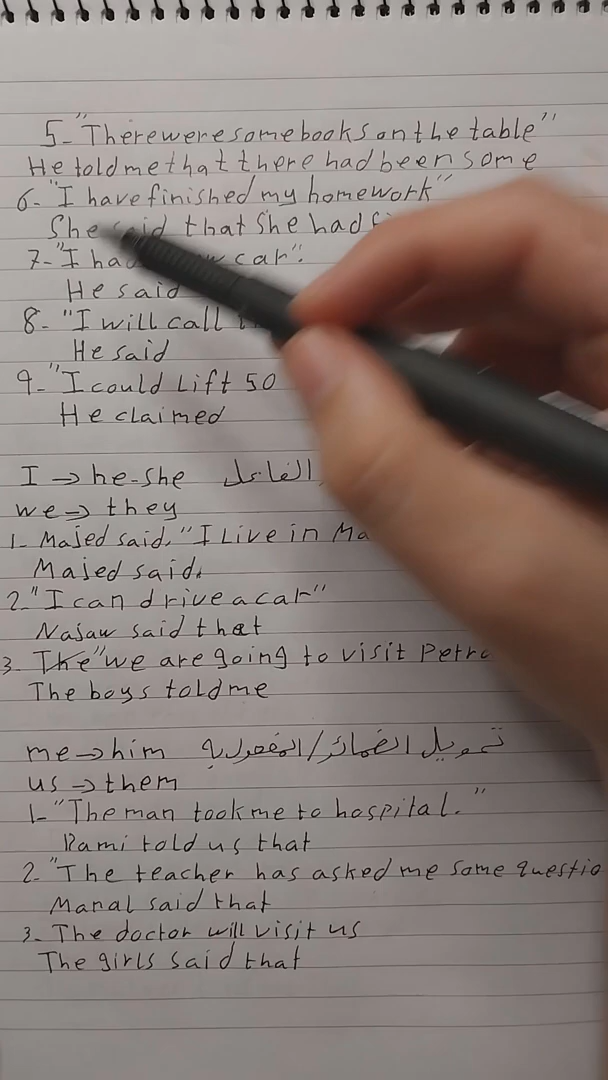 5- "There were some books on the table"
He told me that there had been some
6- "I have finished my homework"
She said that She had
7- "I had car".
He said
8- "I will call
He said
9- "I could Lift 50
He claimed
I → he-she الفاعل
we → they
1- Majed said, "I Live in
Majed said.
2- "I can drive a car"
Najaw said that
3. The "we are going to visit Petra
The boys told me
me → him تحويل الضمائر / المفعولية
us → them
1- "The man took me to hospital."
Rami told us that
2- "The teacher has asked me some questio
Manal said that
3. The doctor will visit us
The girls said that